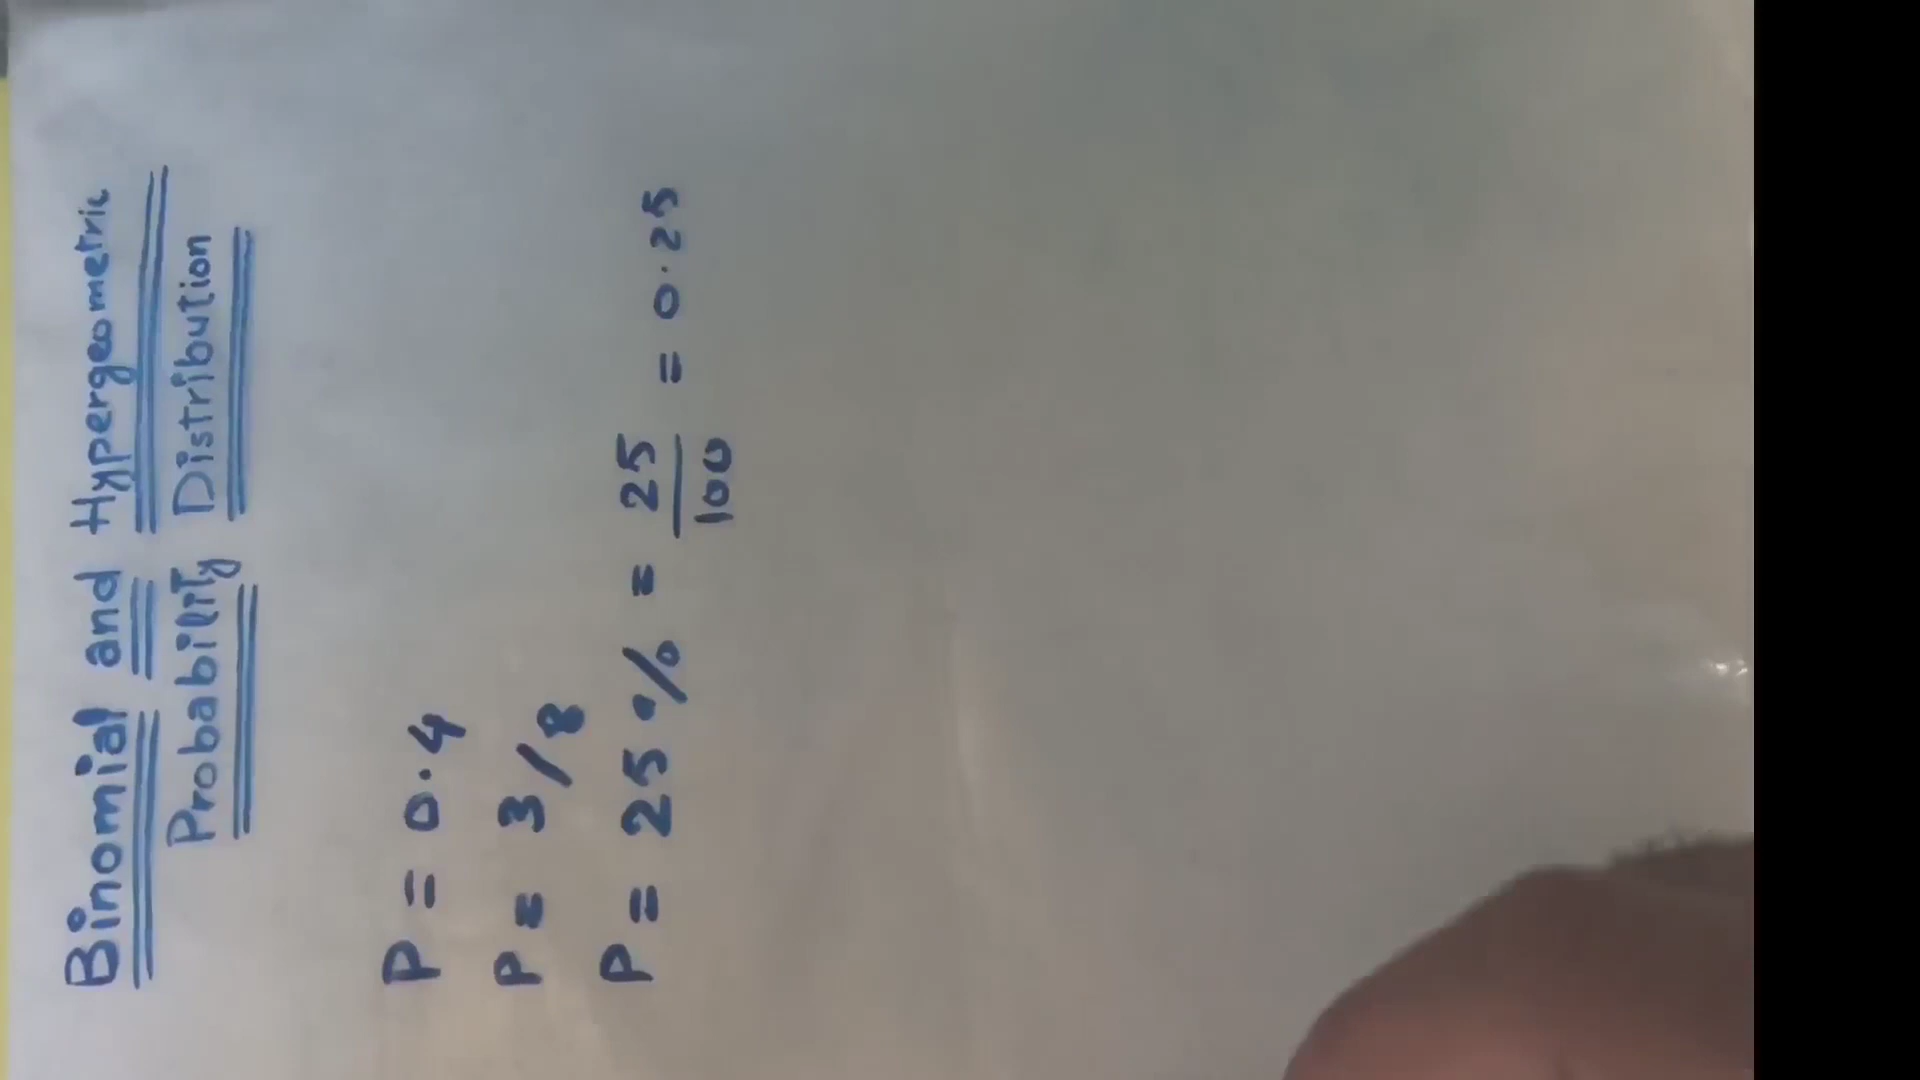 Binomial and Hypergeometric
Probability Distribution
P = 0.4
P = 3/8
P = 25% = 25/100 = 0.25